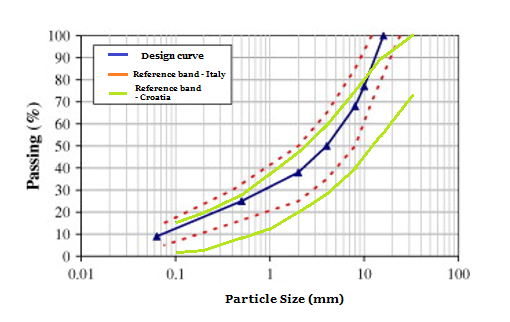 100
90
80
70
60
50
40
30
20
10
0
Passing (%)
Design curve
Reference band - Italy
Reference band
- Croatia
0.01
0.1
1
10
100
Particle Size (mm)